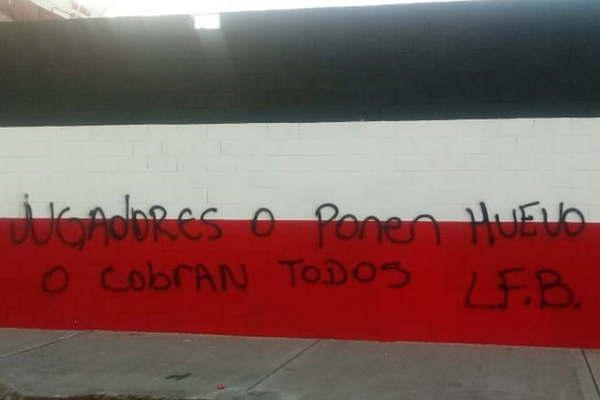 JUGADORES O PONEN HUEVO
O COBRAN TODOS L.F.B.